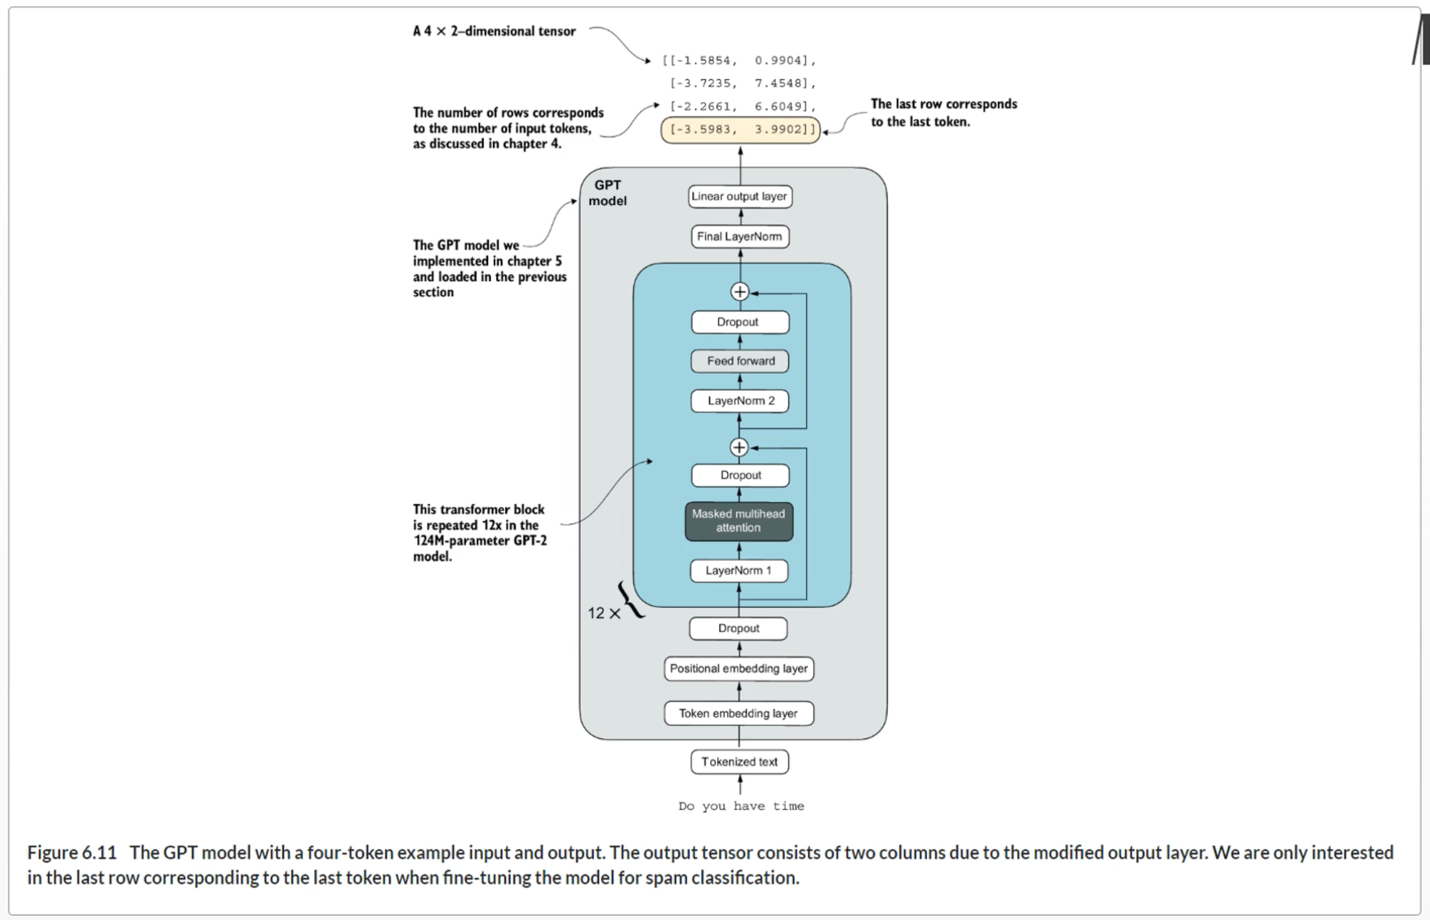 A 4 × 2–dimensional tensor
[[-1.5854, 0.9904],
[-3.7235, 7.4548],
[-2.2661, 6.6049],
[-3.5983, 3.9902]]
The number of rows corresponds
to the number of input tokens,
as discussed in chapter 4.
The last row corresponds
to the last token.
GPT
model
Linear output layer
Final LayerNorm
The GPT model we
implemented in chapter 5
and loaded in the previous
section
Dropout
Feed forward
LayerNorm 2
Dropout
Masked multihead
attention
LayerNorm 1
This transformer block
is repeated 12x in the
124M-parameter GPT-2
model.
12 ×
Dropout
Positional embedding layer
Token embedding layer
Tokenized text
Do you have time
Figure 6.11 The GPT model with a four-token example input and output. The output tensor consists of two columns due to the modified output layer. We are only interested
in the last row corresponding to the last token when fine-tuning the model for spam classification.